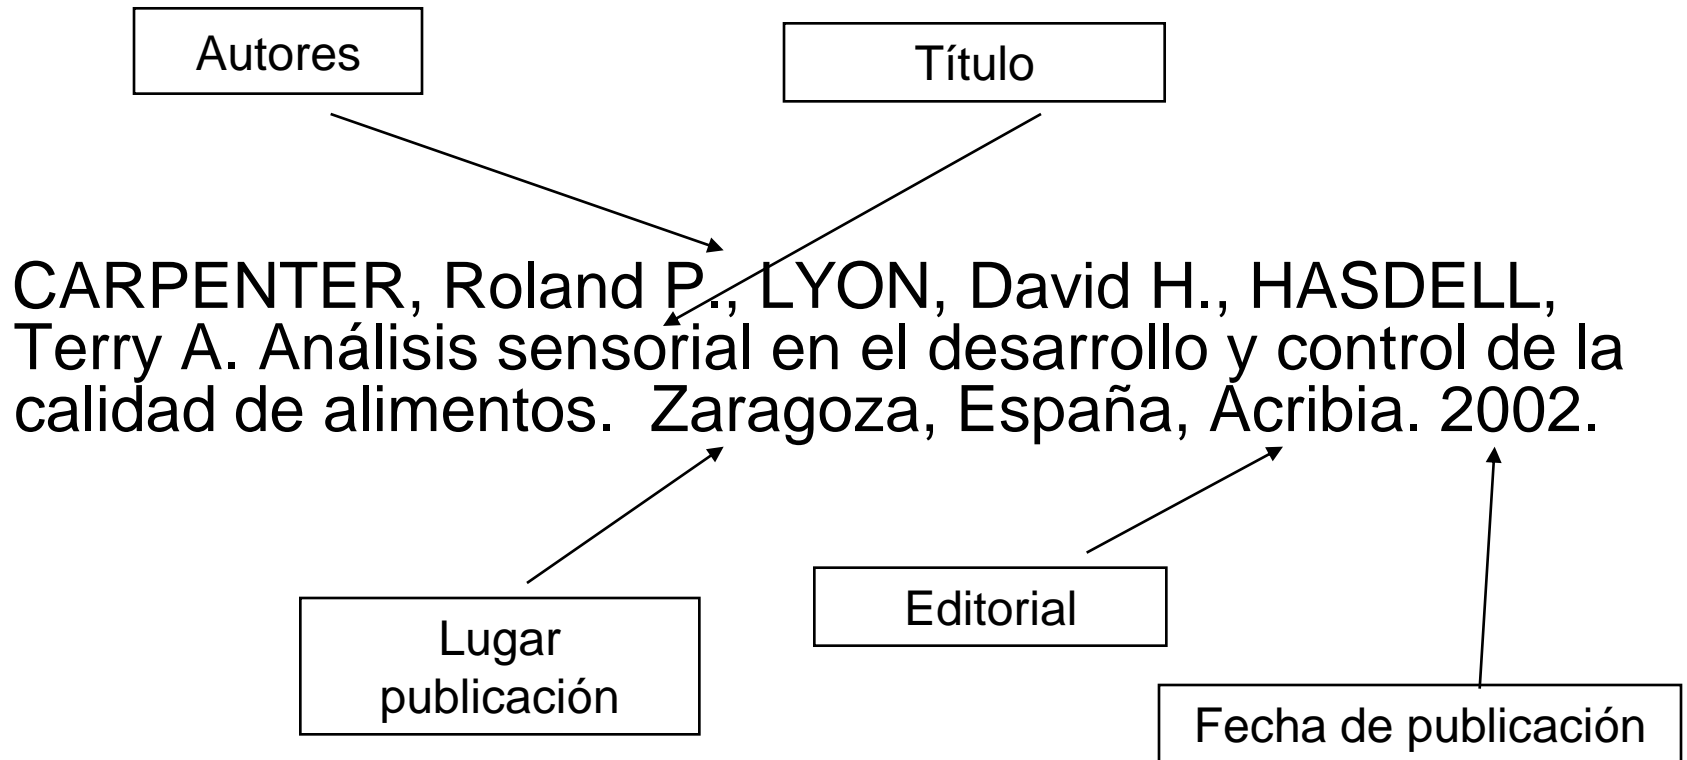 Autores
Título
CARPENTER, Roland P., LYON, David H., HASDELL,
Terry A. Análisis sensorial en el desarrollo y control de la
calidad de alimentos.  Zaragoza, España, Acribia. 2002.
Lugar
publicación
Editorial
Fecha de publicación